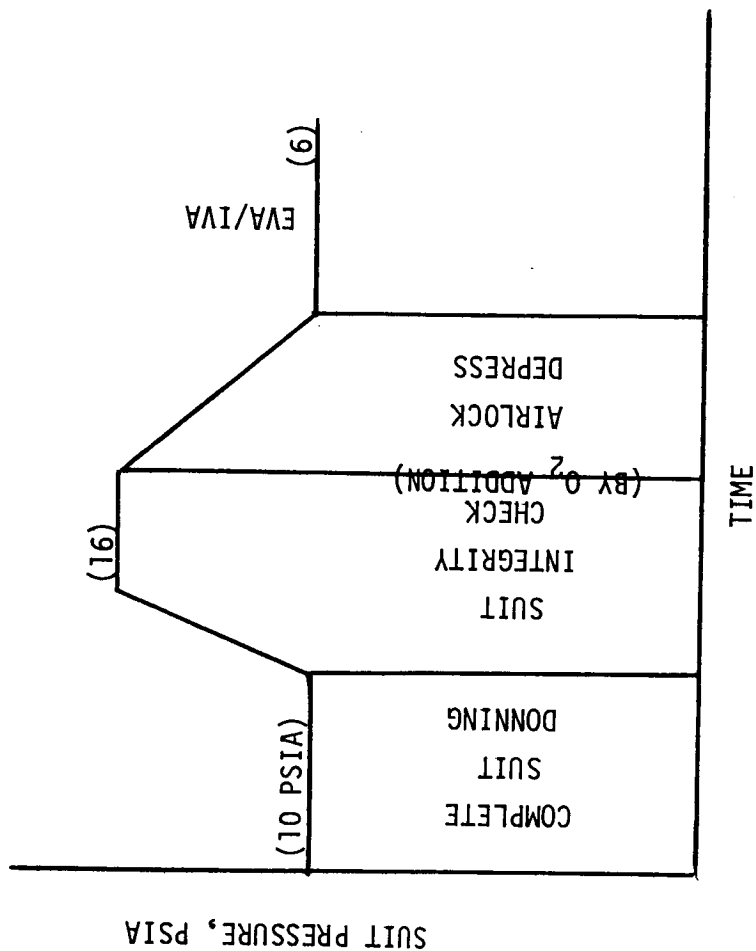 SUIT PRESSURE, PSIA
(10 PSIA)
(16)
(6)
EVA/IVA
COMPLETE
SUIT
DONNING
SUIT
INTEGRITY
CHECK
(BY O₂ ADDITION)
AIRLOCK
DEPRESS
TIME